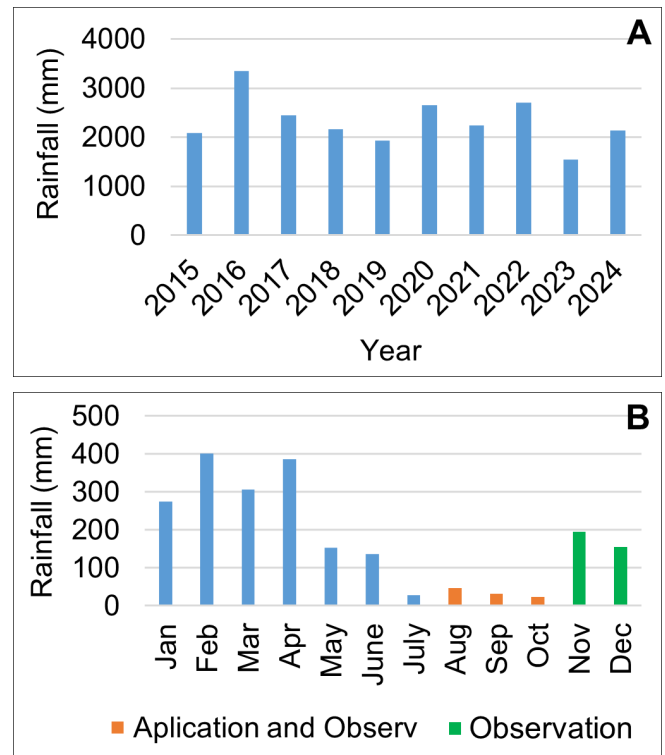 A
Rainfall (mm)
4000
3000
2000
1000
0
2015 2016 2017 2018 2019 2020 2021 2022 2023 2024
Year
B
Rainfall (mm)
500
400
300
200
100
0
Jan Feb Mar Apr May June July Aug Sep Oct Nov Dec
Aplication and Observ Observation